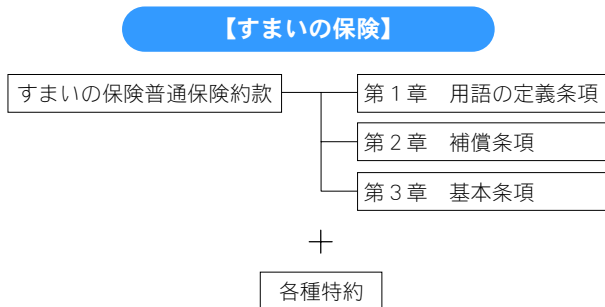 【すまいの保険】
すまいの保険普通保険約款
第１章　用語の定義条項
第２章　補償条項
第３章　基本条項
＋
各種特約